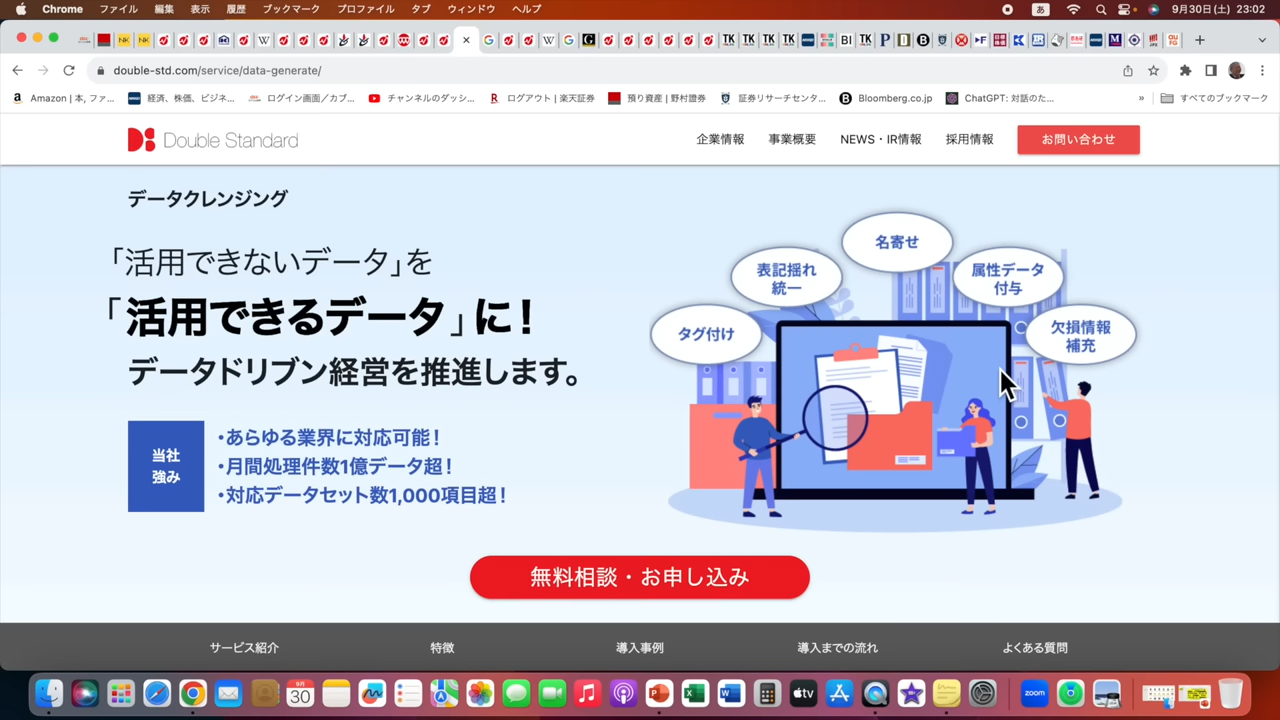 Chrome ファイル 編集 表示 履歴 ブックマーク プロファイル タブ ウィンドウ ヘルプ
あ 9月30日(土) 23:02
double-std.com/service/data-generate/
Amazon | 本, ファ... 経済、株価、ビジネ... ログイン画面／カブ... チャンネルのダッシ... ログアウト | 楽天証券 預り資産 | 野村證券 証券リサーチセンタ... Bloomberg.co.jp ChatGPT: 対話のた... » すべてのブックマーク
Double Standard
企業情報 事業概要 NEWS・IR情報 採用情報 お問い合わせ
データクレンジング
「活用できないデータ」を
「活用できるデータ」に！
データドリブン経営を推進します。
当社
強み
・あらゆる業界に対応可能！
・月間処理件数1億データ超！
・対応データセット数1,000項目超！
タグ付け
表記揺れ
統一
名寄せ
属性データ
付与
欠損情報
補充
無料相談・お申し込み
サービス紹介 特徴 導入事例 導入までの流れ よくある質問
30
tv
zoom